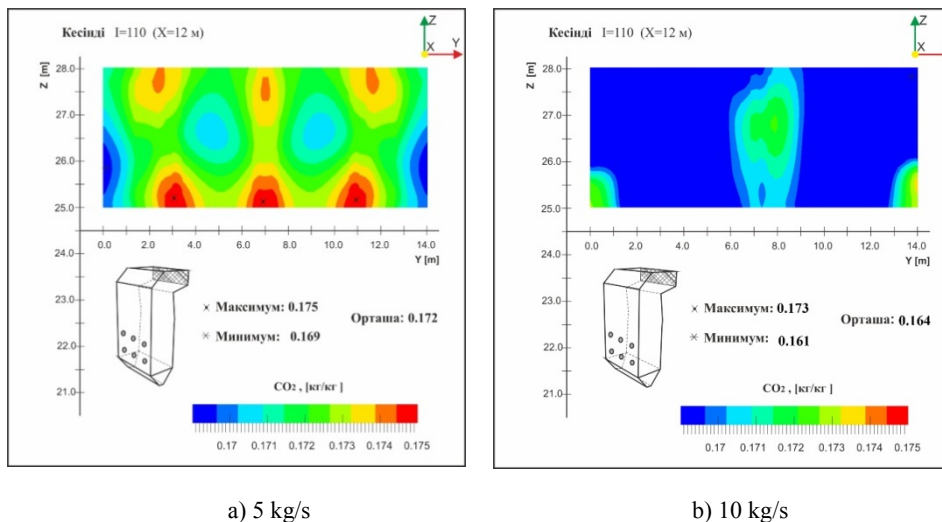 Кесінді I=110 (X=12 м)
Z
X
Y
Z [m]
28.0
27.0
26.0
25.0
24.0
23.0
22.0
21.0
0.0 2.0 4.0 6.0 8.0 10.0 12.0 14.0
Y [m]
Максимум: 0.175
Орташа: 0.172
Минимум: 0.169
CO₂ , [кг/кг ]
0.17 0.171 0.172 0.173 0.174 0.175
a) 5 kg/s
Кесінді I=110 (X=12 м)
Z
X
Y
Z [m]
28.0
27.0
26.0
25.0
24.0
23.0
22.0
21.0
0.0 2.0 4.0 6.0 8.0 10.0 12.0 14.0
Y [m]
Максимум: 0.173
Орташа: 0.164
Минимум: 0.161
CO₂ , [кг/кг ]
0.17 0.171 0.172 0.173 0.174 0.175
b) 10 kg/s